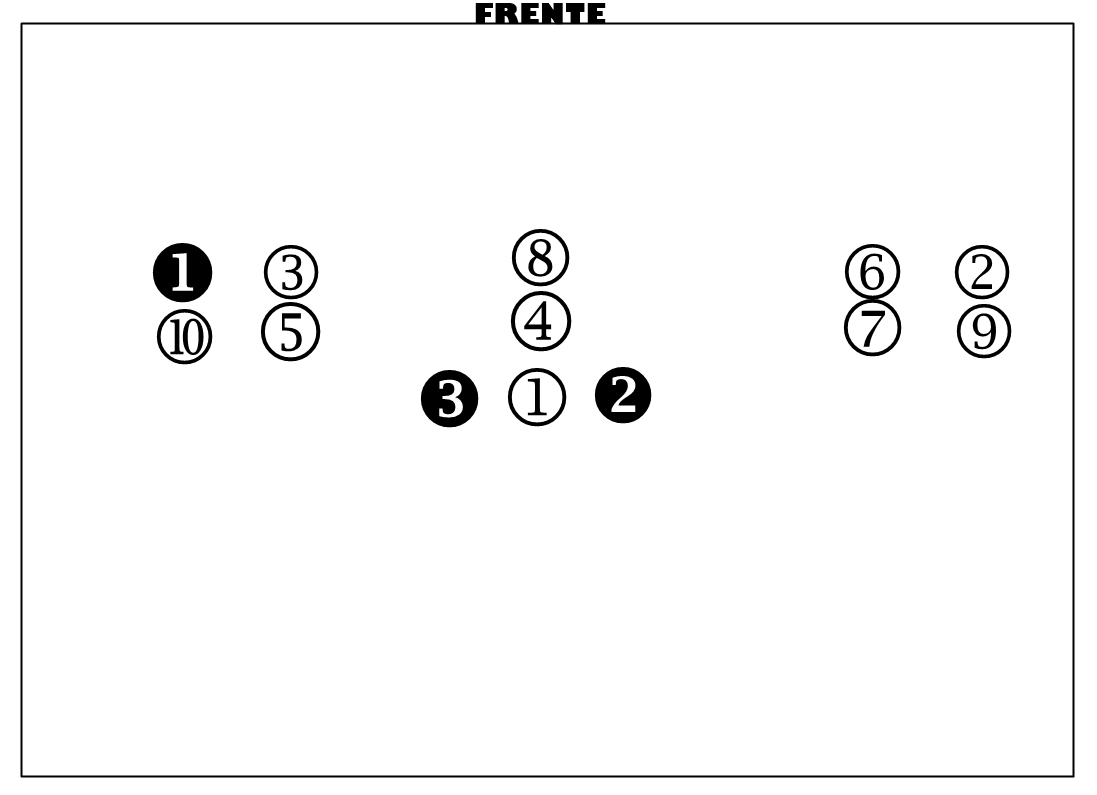 FRENTE
❶ ③ ⑧ ⑥ ②
⑩ ⑤ ④ ⑦ ⑨
❸ ① ❷